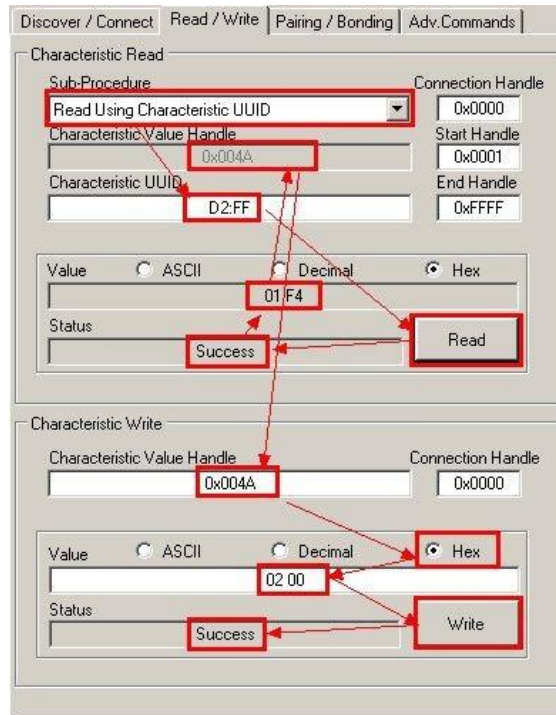 Discover / Connect Read / Write Pairing / Bonding Adv.Commands
Characteristic Read
Sub-Procedure Connection Handle
Read Using Characteristic UUID 0x0000
Characteristic Value Handle Start Handle
0x004A 0x0001
Characteristic UUID End Handle
D2:FF 0xFFFF
Value ASCII Decimal Hex
01 F4
Status
Success Read
Characteristic Write
Characteristic Value Handle Connection Handle
0x004A 0x0000
Value ASCII Decimal Hex
02 00
Status
Success Write